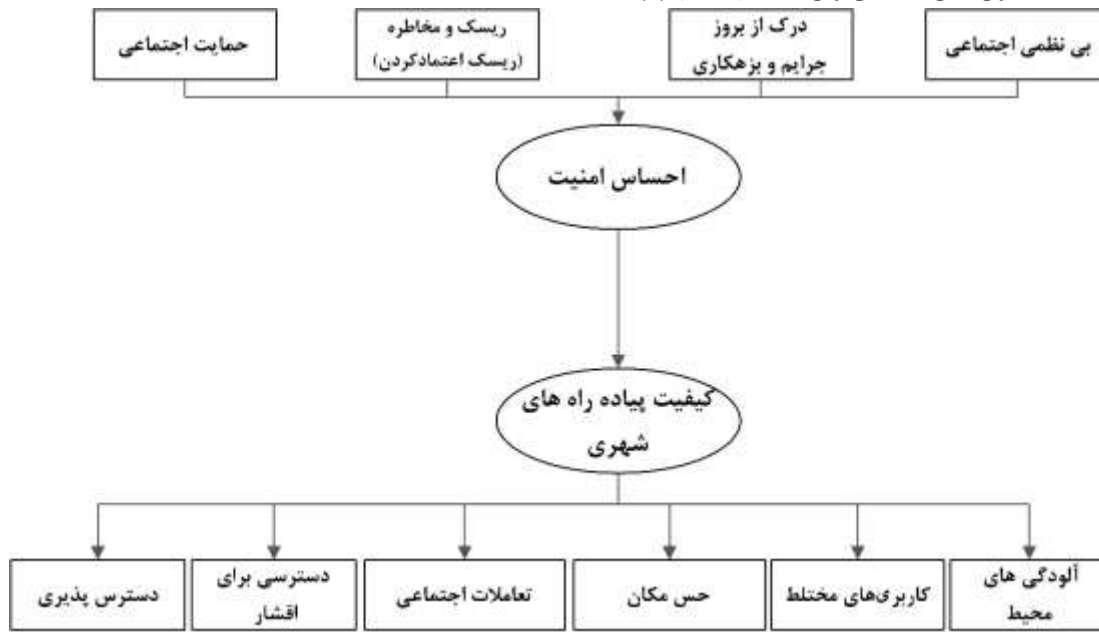 بی نظمی اجتماعی
درک از بروز
جرایم و بزهکاری
ریسک و مخاطره
(ریسک اعتمادکردن)
حمایت اجتماعی
احساس امنیت
کیفیت پیاده راه های
شهری
آلودگی های
محیط
کاربری‌های مختلط
حس مکان
تعاملات اجتماعی
دسترسی برای
اقشار
دسترس پذیری